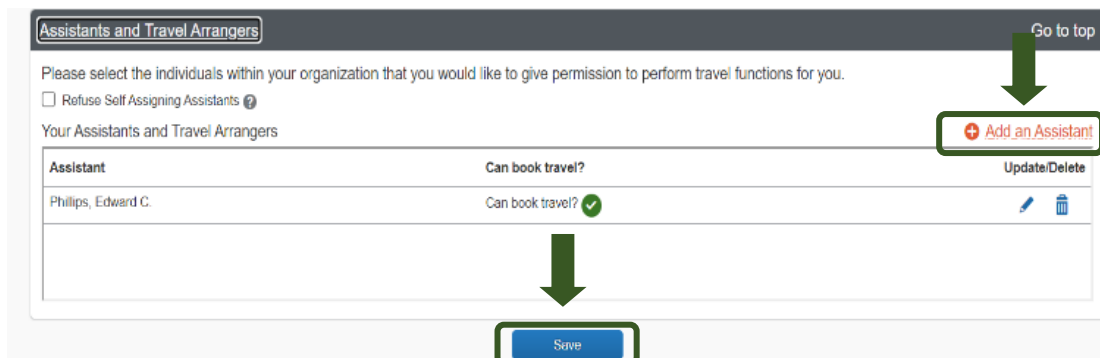 Assistants and Travel Arrangers Go to top
Please select the individuals within your organization that you would like to give permission to perform travel functions for you.
Refuse Self Assigning Assistants ?
Your Assistants and Travel Arrangers Add an Assistant
Assistant Can book travel? Update/Delete
Phillips, Edward C. Can book travel?
Save